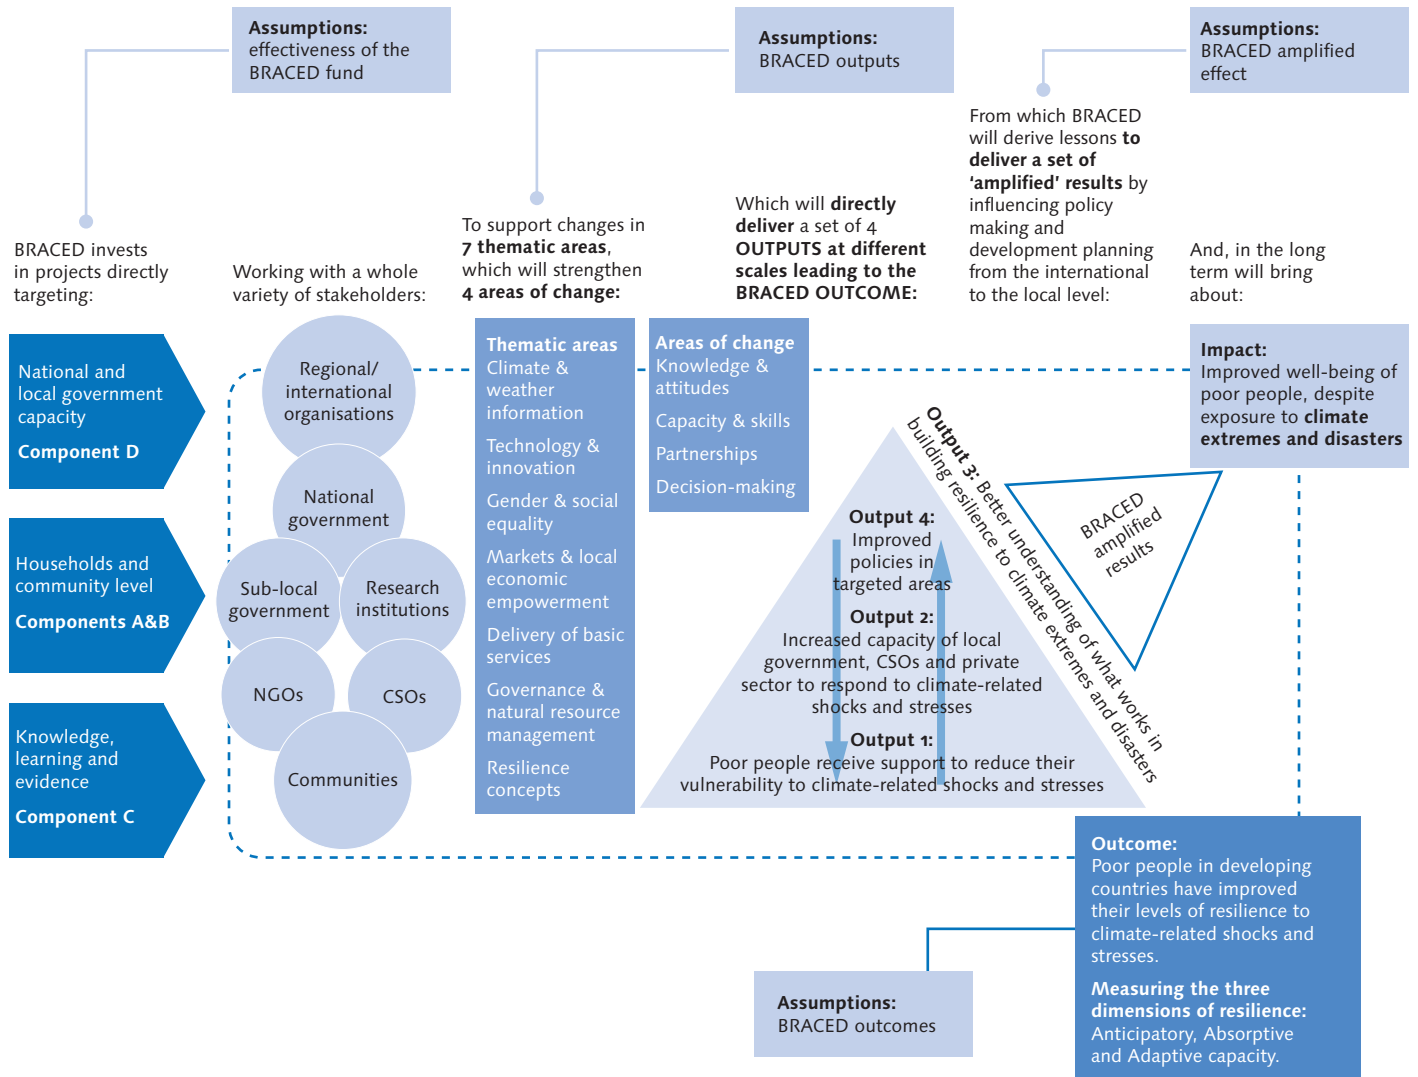 Assumptions:
effectiveness of the
BRACED fund
Assumptions:
BRACED outputs
Assumptions:
BRACED amplified
effect
BRACED invests
in projects directly
targeting:
Working with a whole
variety of stakeholders:
To support changes in
7 thematic areas,
which will strengthen
4 areas of change:
Which will directly
deliver a set of 4
OUTPUTS at different
scales leading to the
BRACED OUTCOME:
From which BRACED
will derive lessons to
deliver a set of
‘amplified’ results by
influencing policy
making and
development planning
from the international
to the local level:
And, in the long
term will bring
about:
National and
local government
capacity
Component D
Households and
community level
Components A&B
Knowledge,
learning and
evidence
Component C
Regional/
international
organisations
National
government
Sub-local
government
Research
institutions
NGOs
CSOs
Communities
Thematic areas
Climate &
weather
information
Technology &
innovation
Gender & social
equality
Markets & local
economic
empowerment
Delivery of basic
services
Governance &
natural resource
management
Resilience
concepts
Areas of change
Knowledge &
attitudes
Capacity & skills
Partnerships
Decision-making
Output 4:
Improved
policies in
targeted areas
Output 2:
Increased capacity of local
government, CSOs and private
sector to respond to climate-related
shocks and stresses
Output 1:
Poor people receive support to reduce their
vulnerability to climate-related shocks and stresses
Output 3: Better understanding of what works in
building resilience to climate extremes and disasters
BRACED
amplified
results
Impact:
Improved well-being of
poor people, despite
exposure to climate
extremes and disasters
Outcome:
Poor people in developing
countries have improved
their levels of resilience to
climate-related shocks and
stresses.
Measuring the three
dimensions of resilience:
Anticipatory, Absorptive
and Adaptive capacity.
Assumptions:
BRACED outcomes